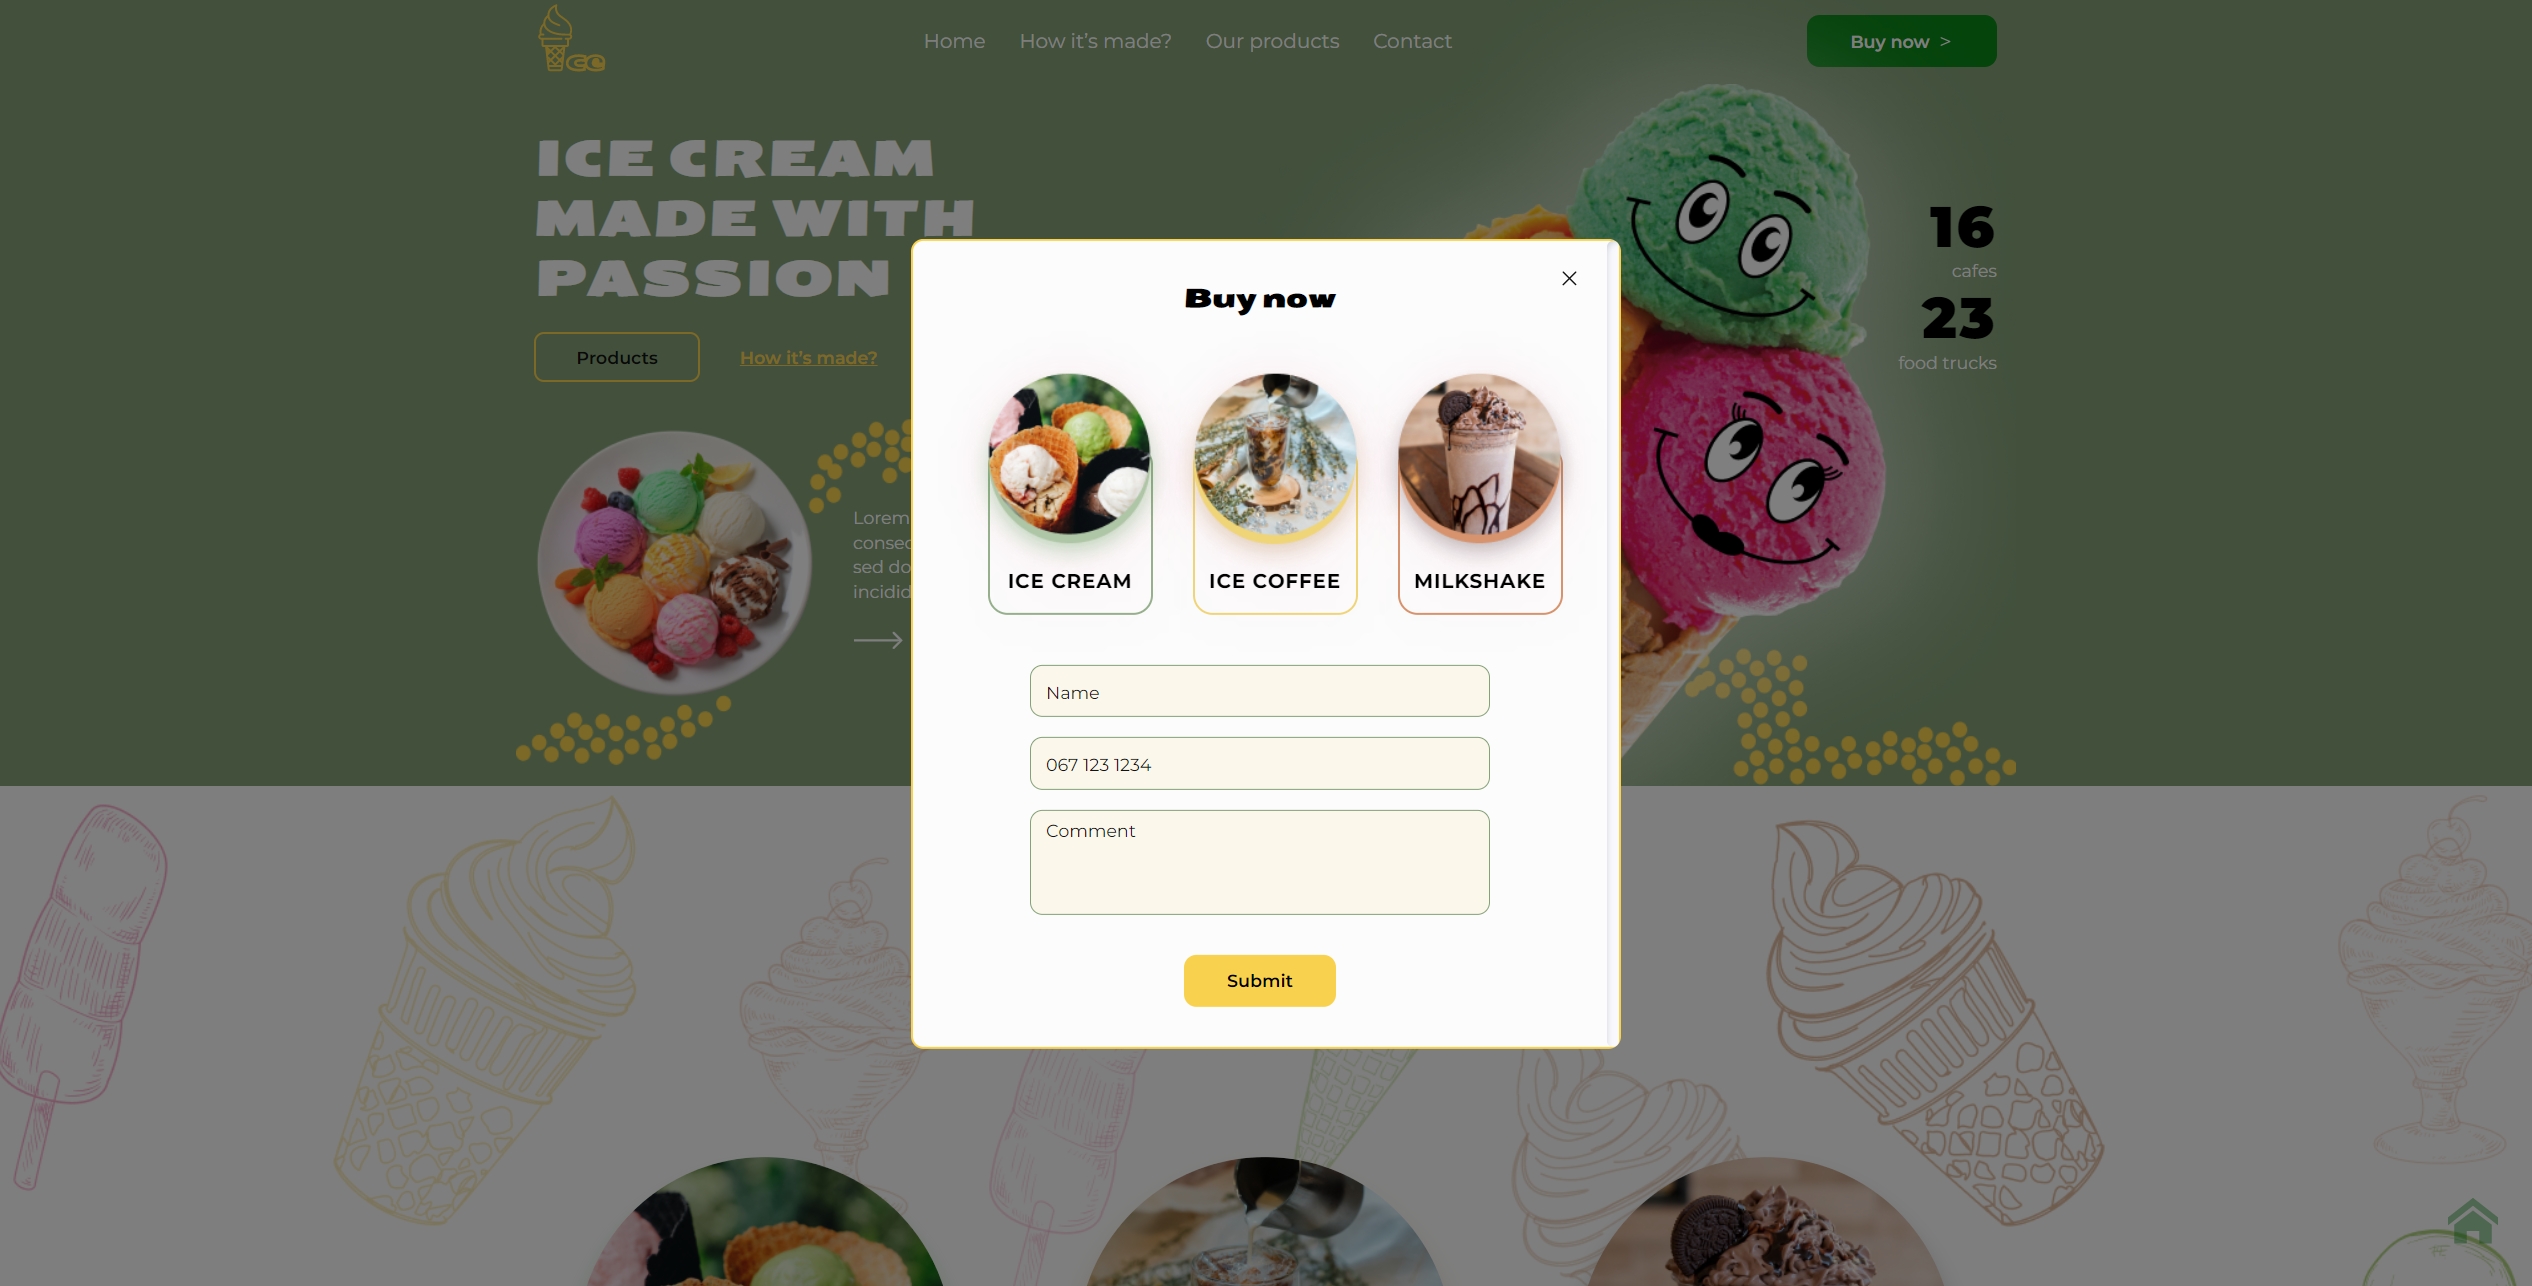 Home How it's made? Our products Contact
Buy now >
ICE CREAM
MADE WITH
PASSION
Products How it's made?
16
cafes
23
food trucks
Lorem
consec
sed do
incidid
Buy now
ICE CREAM ICE COFFEE MILKSHAKE
Name
067 123 1234
Comment
Submit